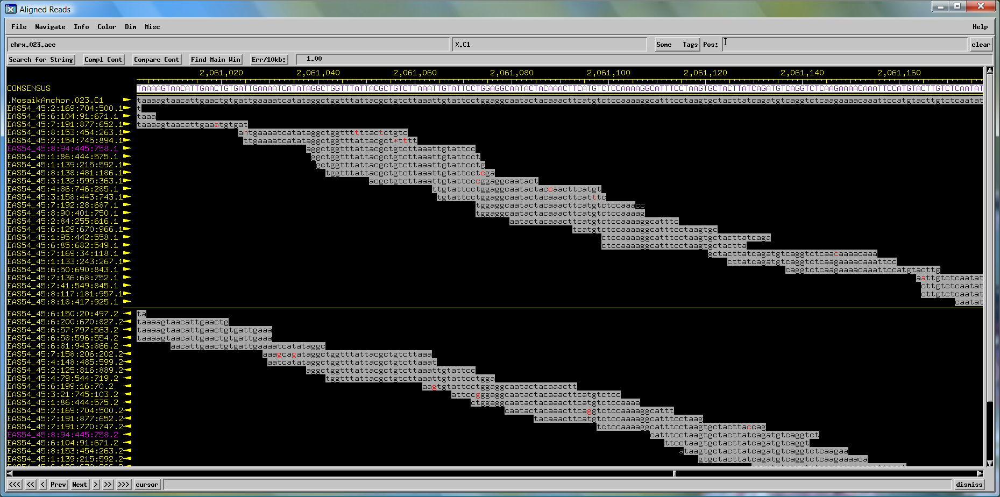 Aligned Reads
File Navigate Info Color Dim Misc Help
chrx.023.ace X.C1 Some Tags Pos: clear
Search for String Compl Cont Compare Cont Find Main Win Err/10kb: 1.00
2,061,020 2,061,040 2,061,060 2,061,080 2,061,100 2,061,120 2,061,140 2,061,160
CONSENSUS TAAAAGTAACATTGAACTGTGATTGAAAATCATATAGGCTGGTTTATTACGCTGTCTTAAATTGTATTCCTGGAGGCAATACTACAAACTTCATGTCTCCAAAAGGCATTTCCTAAGTGCTACTTATCAGATGTCAGGTCTCAAGAAAACAAATTCCATGTACTTGTCTCAATAT
.MosaikAnchor.023.C1 taaaagtaacattgaactgtgattgaaaatcatataggctggtttattacgctgtcttaaattgtattcctggaggcaatactacaaacttcatgtctccaaaaggcatttcctaagtgctacttatcagatgtcaggtctcaagaaaacaaattccatgtacttgtctcaatat
EAS54_45:2:169:704:500.1 t
EAS54_45:6:104:91:671.1 taaa
EAS54_45:7:191:877:652.1 taaaagtaacattgaaatgtgat
EAS54_45:8:153:454:263.1 antgaaaatcatataggctggttttttactctgtc
EAS54_45:2:154:745:894.1 ttgaaaatcatataggctggtttattacgct*tttt
EAS54_45:8:94:445:758.1 aggctggtttattacgctgtcttaaattgtattcc
EAS54_45:1:86:444:575.1 ggctggtttattacgctgtcttaaattgtattcct
EAS54_45:1:139:215:592.1 gctggtttattacgctgtcttaaattgtattcctg
EAS54_45:8:138:481:186.1 tggtttattacgctgtcttaaattgtattcctcga
EAS54_45:3:132:595:363.1 acgctgtcttaaattgtattcccggaggcaatact
EAS54_45:4:86:746:285.1 ttgtattcctggaggcaatactaccaacttcatgt
EAS54_45:3:158:443:743.1 tgtattcctggaggcaatactacaaacttcatttc
EAS54_45:7:192:28:687.1 tggaggcaatactacaaacttcatgtctccaaacc
EAS54_45:8:90:401:750.1 tggaggcaatactacaaacttcatgtctccaaaag
EAS54_45:2:84:255:616.1 aatactacaaacttcatgtctccaaaaggcatttc
EAS54_45:6:129:670:966.1 tcatgtctccaaaaggcatttcctaagtgc
EAS54_45:1:95:442:558.1 ctccaaaaggcatttcctaagtgctacttatcaga
EAS54_45:6:85:682:549.1 ctccaaaaggcatttcctaagtgctactta
EAS54_45:7:169:34:118.1 gctacttatcagatgtcaggtctcaacaaaacaaa
EAS54_45:1:133:243:267.1 cttatcagatgtcaggtctcaagaaaacaaattcc
EAS54_45:6:50:690:843.1 caggtctcaagaaaacaaattccatgtacttg
EAS54_45:7:136:68:752.1 aattgtctcaatat
EAS54_45:7:41:549:845.1 cttgtctcaatat
EAS54_45:8:117:181:957.1 cttgtctcaatat
EAS54_45:8:18:417:925.1 caatat
EAS54_45:6:150:20:497.2 ta
EAS54_45:6:200:670:827.2 taaaagtaacattgaactg
EAS54_45:6:57:797:563.2 taaaagtaacattgaactgtgattgaaa
EAS54_45:6:58:596:554.2 taaaagtaacattgaactgtgattgaaa
EAS54_45:6:81:943:866.2 aacattgaactgtgattgaaaatcatataggc
EAS54_45:7:158:206:202.2 aaagcagataggctggtttattacgctgtcttaaa
EAS54_45:4:148:485:599.2 aatcatataggctggtttattacgctgtcttaaat
EAS54_45:2:125:816:889.2 aggctggtttattacgctgtcttaaattgtattcc
EAS54_45:4:79:544:719.2 tggtttattacgctgtcttaaattgtattcctgga
EAS54_45:6:199:16:70.2 aagtgtattcctggaggcaatactacaaactt
EAS54_45:3:21:745:103.2 attccgggaggcaatactacaaacttcatgtctcc
EAS54_45:1:86:444:575.2 ctggaggcaatactacaaacttcatgtctccaaaa
EAS54_45:2:169:704:500.2 caatactacaaacttcaggtctccaaaaggcattt
EAS54_45:7:191:877:652.2 tacaaacttcatgtctccaaaaggcatttcctaag
EAS54_45:7:191:770:747.2 tctccaaaaggcatttcctaagtgctacttaccag
EAS54_45:8:94:445:758.2 catttcctaagtgctacttatcagatgtcaggtct
EAS54_45:6:104:91:671.2 ttcctaagtgctacttatcagatgtcaggt
EAS54_45:8:153:454:263.2 ataagtgctacttatcagatgtcaggtctcaagaa
EAS54_45:1:139:215:592.2 gtgctacttatcagatgtcaggtctcaagaaaaca
<<< << < Prev Next > >> >>> cursor dismiss